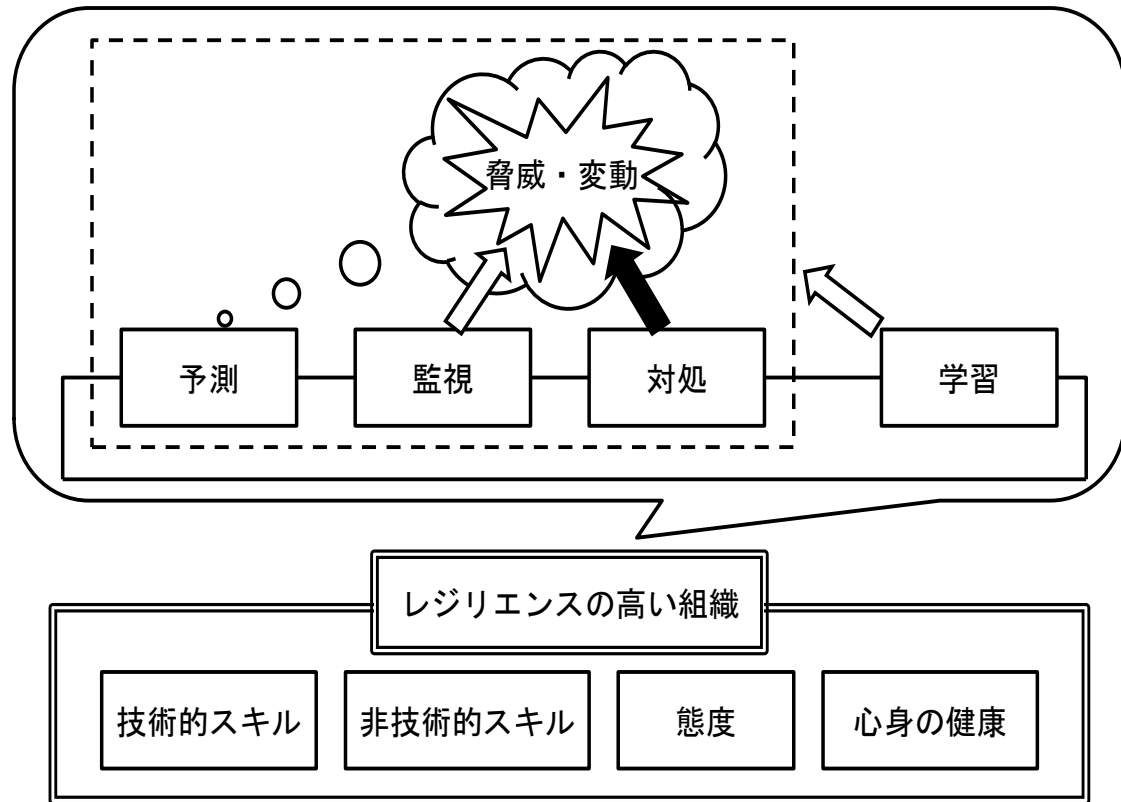 脅威・変動
予測
監視
対処
学習
レジリエンスの高い組織
技術的スキル
非技術的スキル
態度
心身の健康